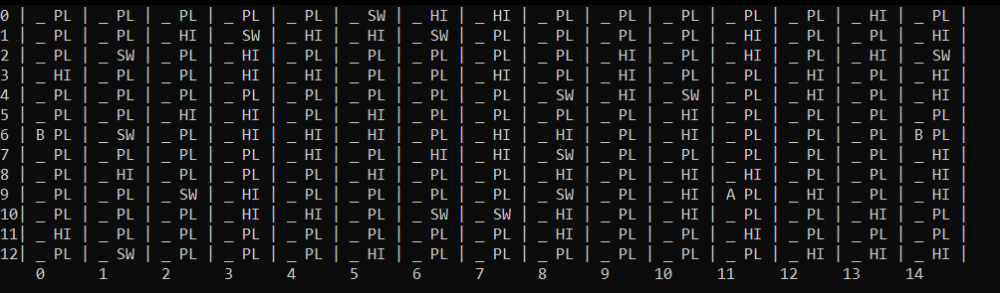 0 | _ PL | _ PL | _ PL | _ PL | _ PL | _ SW | _ HI | _ HI | _ PL | _ PL | _ PL | _ PL | _ PL | _ HI | _ PL |
1 | _ PL | _ PL | _ HI | _ SW | _ HI | _ HI | _ SW | _ PL | _ PL | _ PL | _ PL | _ HI | _ PL | _ PL | _ HI |
2 | _ PL | _ SW | _ PL | _ HI | _ PL | _ PL | _ PL | _ PL | _ PL | _ HI | _ PL | _ HI | _ PL | _ HI | _ SW |
3 | _ HI | _ PL | _ PL | _ HI | _ HI | _ PL | _ PL | _ HI | _ PL | _ HI | _ HI | _ PL | _ HI | _ PL | _ HI |
4 | _ PL | _ PL | _ PL | _ PL | _ PL | _ PL | _ PL | _ PL | _ SW | _ HI | _ SW | _ PL | _ HI | _ PL | _ HI |
5 | _ PL | _ PL | _ HI | _ HI | _ PL | _ HI | _ PL | _ PL | _ PL | _ PL | _ HI | _ PL | _ PL | _ PL | _ PL |
6 | B PL | _ SW | _ PL | _ HI | _ HI | _ HI | _ PL | _ HI | _ HI | _ PL | _ HI | _ PL | _ PL | _ PL | B PL |
7 | _ PL | _ PL | _ PL | _ PL | _ HI | _ PL | _ HI | _ HI | _ SW | _ PL | _ PL | _ PL | _ PL | _ PL | _ HI |
8 | _ PL | _ HI | _ PL | _ PL | _ PL | _ PL | _ PL | _ PL | _ PL | _ PL | _ HI | _ HI | _ PL | _ PL | _ HI |
9 | _ PL | _ PL | _ SW | _ HI | _ PL | _ PL | _ PL | _ PL | _ SW | _ PL | _ HI | A PL | _ HI | _ PL | _ HI |
10| _ PL | _ PL | _ PL | _ HI | _ HI | _ PL | _ SW | _ SW | _ HI | _ PL | _ HI | _ PL | _ PL | _ HI | _ PL |
11| _ HI | _ PL | _ PL | _ PL | _ PL | _ PL | _ PL | _ PL | _ HI | _ PL | _ PL | _ HI | _ PL | _ PL | _ PL |
12| _ PL | _ SW | _ PL | _ PL | _ PL | _ HI | _ PL | _ PL | _ PL | _ PL | _ PL | _ PL | _ HI | _ HI | _ HI |
0 1 2 3 4 5 6 7 8 9 10 11 12 13 14